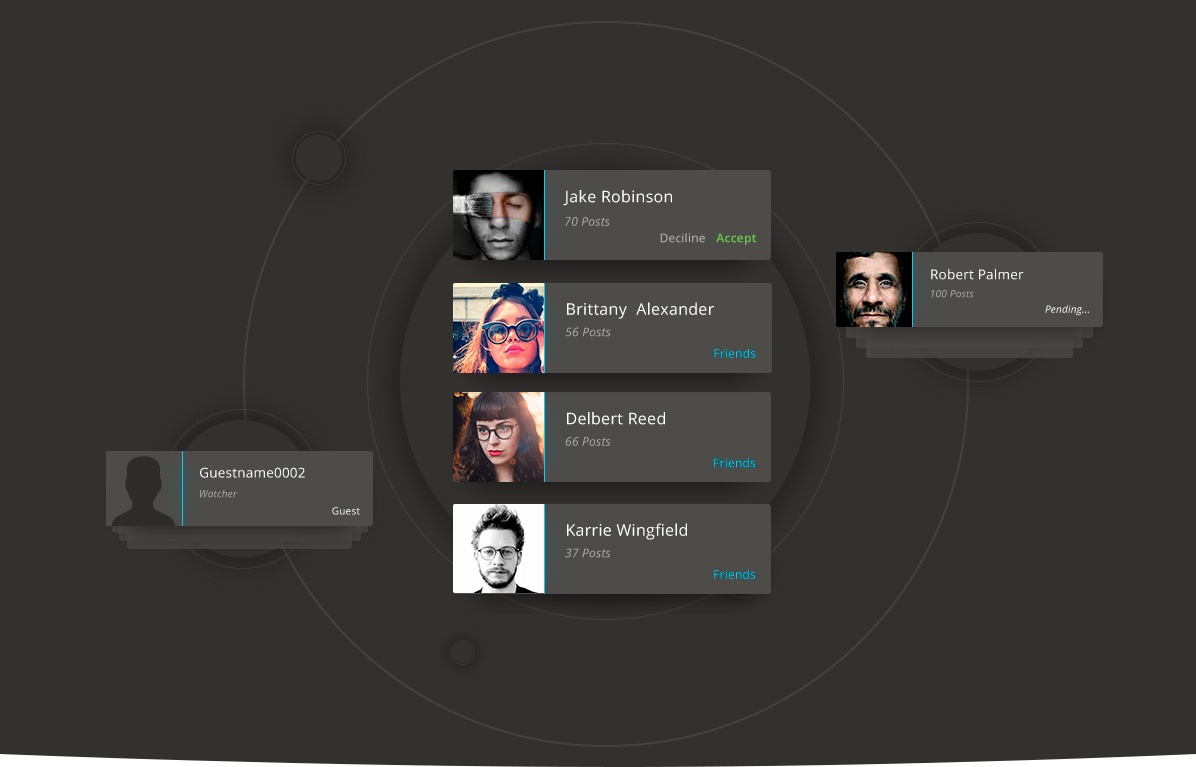 Jake Robinson
70 Posts
Deciline Accept
Brittany Alexander
56 Posts
Friends
Delbert Reed
66 Posts
Friends
Karrie Wingfield
37 Posts
Friends
Robert Palmer
100 Posts
Pending...
Guestname0002
Watcher
Guest